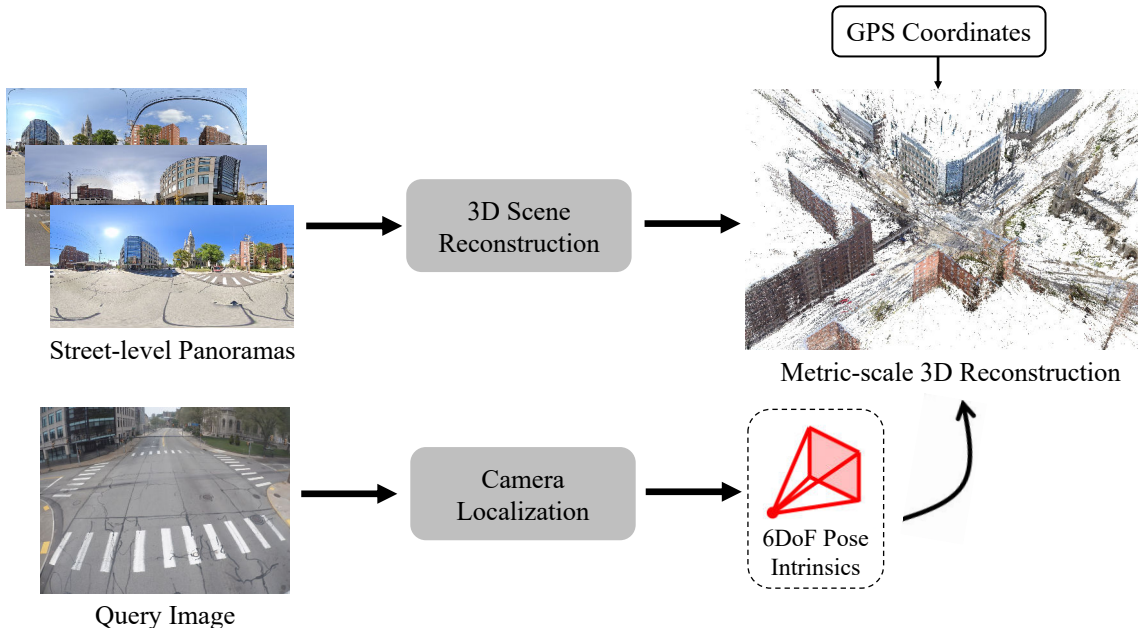 GPS Coordinates
3D Scene
Reconstruction
Street-level Panoramas
Metric-scale 3D Reconstruction
Camera
Localization
6DoF Pose
Intrinsics
Query Image